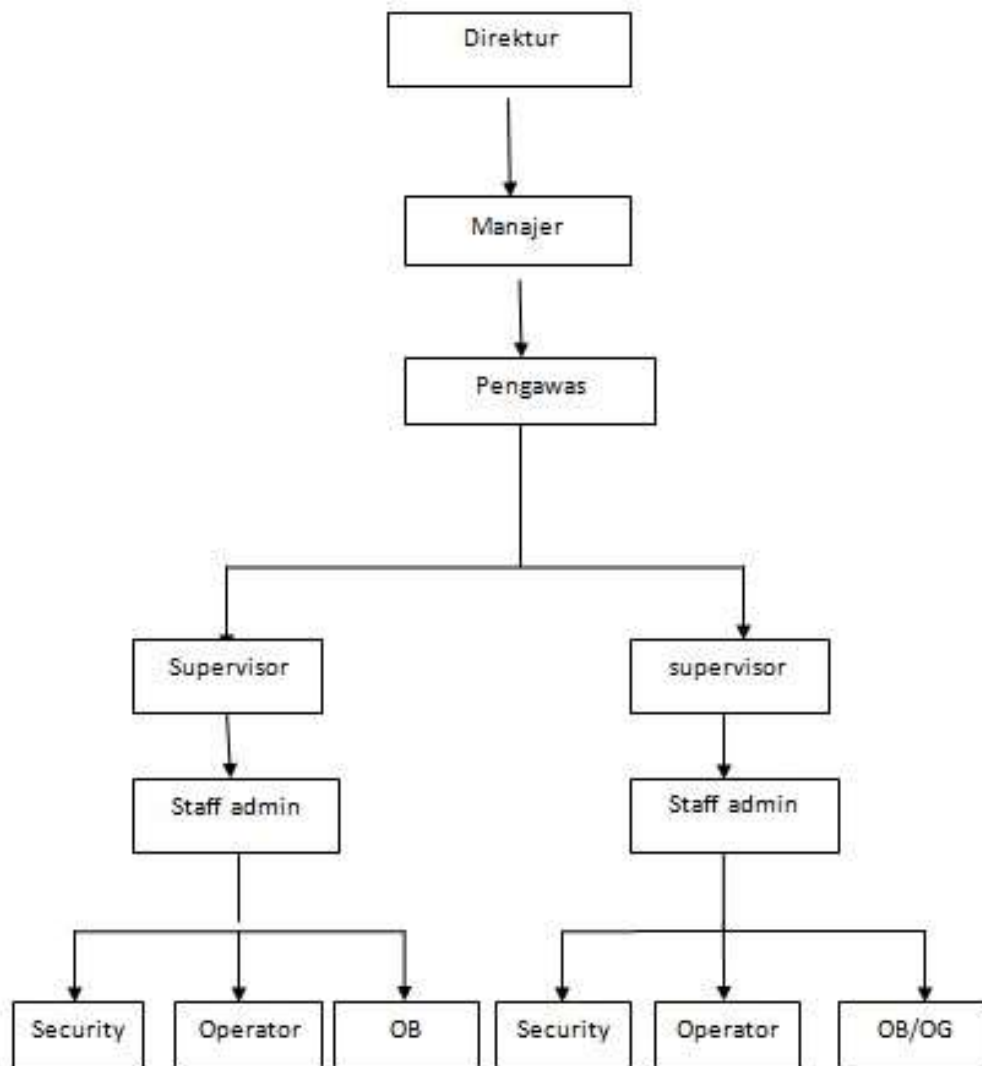 Direktur
Manajer
Pengawas
Supervisor
supervisor
Staff admin
Staff admin
Security
Operator
OB
Security
Operator
OB/OG